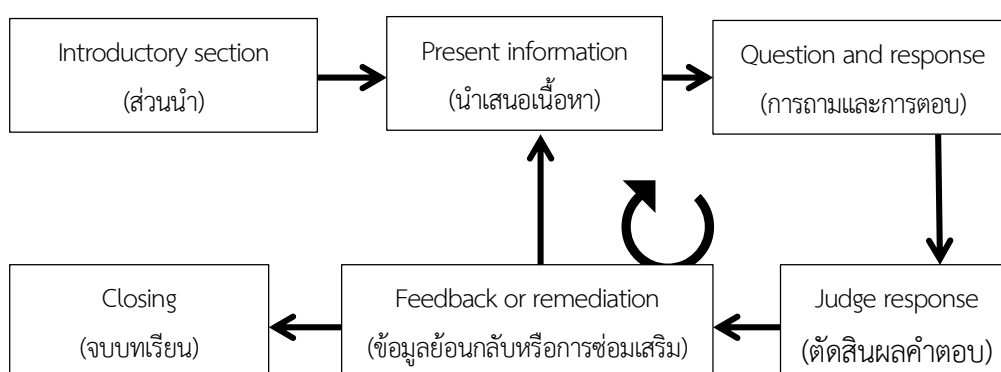 Introductory section
(ส่วนนำ)
Present information
(นำเสนอเนื้อหา)
Question and response
(การถามและการตอบ)
Closing
(จบบทเรียน)
Feedback or remediation
(ข้อมูลย้อนกลับหรือการซ่อมเสริม)
Judge response
(ตัดสินผลคำตอบ)